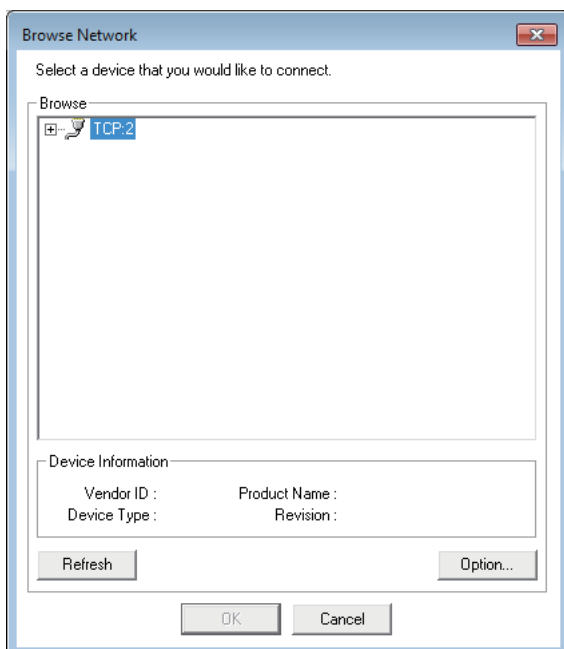 Browse Network
Select a device that you would like to connect.
Browse
TCP:2
Device Information
Vendor ID : Product Name :
Device Type : Revision :
Refresh Option...
OK Cancel